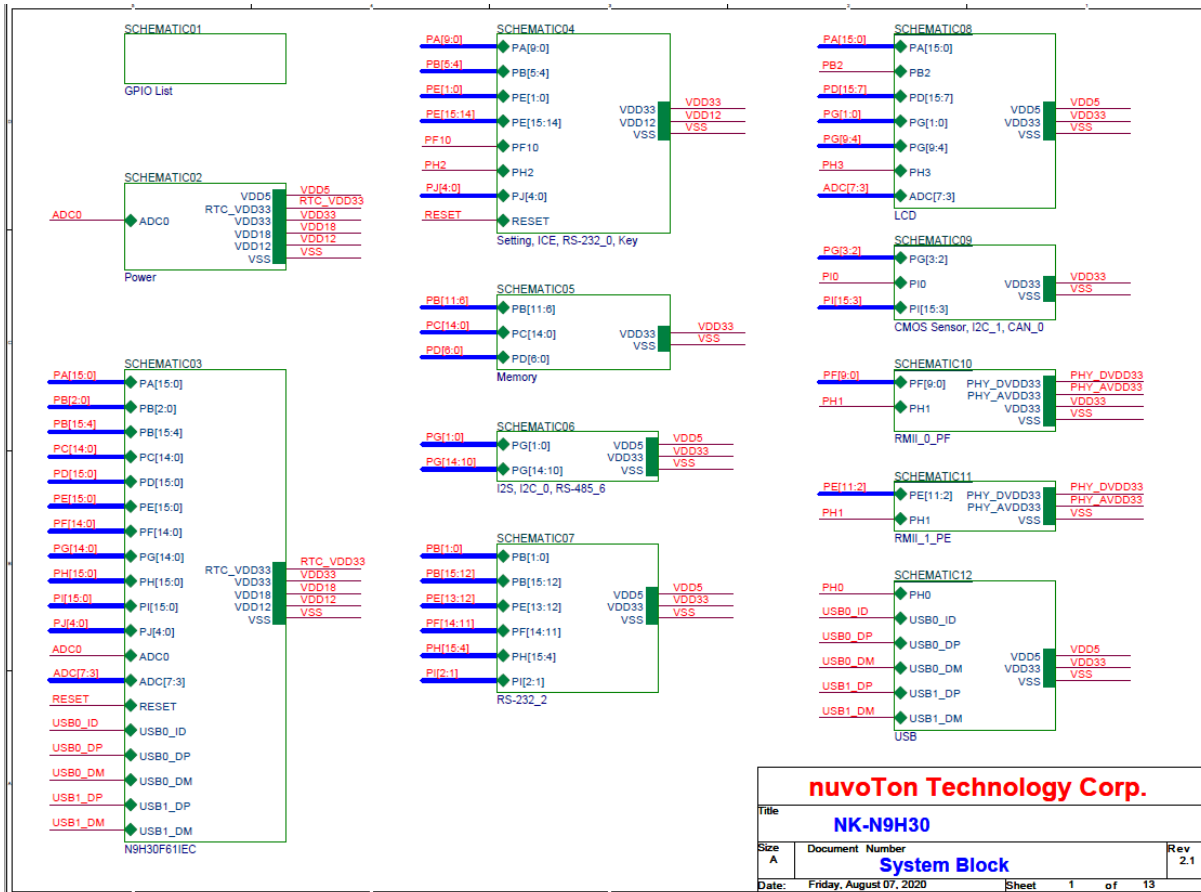 SCHEMATIC01
GPIO List
SCHEMATIC02
ADC0 ADC0
VDD5 VDD5
RTC_VDD33 RTC_VDD33
VDD33 VDD33
VDD18 VDD18
VDD12 VDD12
VSS VSS
Power
SCHEMATIC03
PA[15:0] PA[15:0]
PB[2:0] PB[2:0]
PB[15:4] PB[15:4]
PC[14:0] PC[14:0]
PD[15:0] PD[15:0]
PE[15:0] PE[15:0]
PF[14:0] PF[14:0]
PG[14:0] PG[14:0]
PH[15:0] PH[15:0]
PI[15:0] PI[15:0]
PJ[4:0] PJ[4:0]
ADC0 ADC0
ADC[7:3] ADC[7:3]
RESET RESET
USB0_ID USB0_ID
USB0_DP USB0_DP
USB0_DM USB0_DM
USB1_DP USB1_DP
USB1_DM USB1_DM
RTC_VDD33 RTC_VDD33
VDD33 VDD33
VDD18 VDD18
VDD12 VDD12
VSS VSS
N9H30F61IEC
SCHEMATIC04
PA[9:0] PA[9:0]
PB[5:4] PB[5:4]
PE[1:0] PE[1:0]
PE[15:14] PE[15:14]
PF10 PF10
PH2 PH2
PJ[4:0] PJ[4:0]
RESET RESET
VDD33 VDD33
VDD12 VDD12
VSS VSS
Setting, ICE, RS-232_0, Key
SCHEMATIC05
PB[11:6] PB[11:6]
PC[14:0] PC[14:0]
PD[6:0] PD[6:0]
VDD33 VDD33
VSS VSS
Memory
SCHEMATIC06
PG[1:0] PG[1:0]
PG[14:10] PG[14:10]
VDD5 VDD5
VDD33 VDD33
VSS VSS
I2S, I2C_0, RS-485_6
SCHEMATIC07
PB[1:0] PB[1:0]
PB[15:12] PB[15:12]
PE[13:12] PE[13:12]
PF[14:11] PF[14:11]
PH[15:4] PH[15:4]
PI[2:1] PI[2:1]
VDD5 VDD5
VDD33 VDD33
VSS VSS
RS-232_2
SCHEMATIC08
PA[15:0] PA[15:0]
PB2 PB2
PD[15:7] PD[15:7]
PG[1:0] PG[1:0]
PG[9:4] PG[9:4]
PH3 PH3
ADC[7:3] ADC[7:3]
VDD5 VDD5
VDD33 VDD33
VSS VSS
LCD
SCHEMATIC09
PG[3:2] PG[3:2]
PI0 PI0
PI[15:3] PI[15:3]
VDD33 VDD33
VSS VSS
CMOS Sensor, I2C_1, CAN_0
SCHEMATIC10
PF[9:0] PF[9:0]
PH1 PH1
PHY_DVDD33 PHY_DVDD33
PHY_AVDD33 PHY_AVDD33
VDD33 VDD33
VSS VSS
RMII_0_PF
SCHEMATIC11
PE[11:2] PE[11:2]
PH1 PH1
PHY_DVDD33 PHY_DVDD33
PHY_AVDD33 PHY_AVDD33
VSS VSS
RMII_1_PE
SCHEMATIC12
PH0 PH0
USB0_ID USB0_ID
USB0_DP USB0_DP
USB0_DM USB0_DM
USB1_DP USB1_DP
USB1_DM USB1_DM
VDD5 VDD5
VDD33 VDD33
VSS VSS
USB
nuvoTon Technology Corp.
Title
NK-N9H30
Size
A
Document Number
System Block
Rev
2.1
Date: Friday, August 07, 2020 Sheet 1 of 13